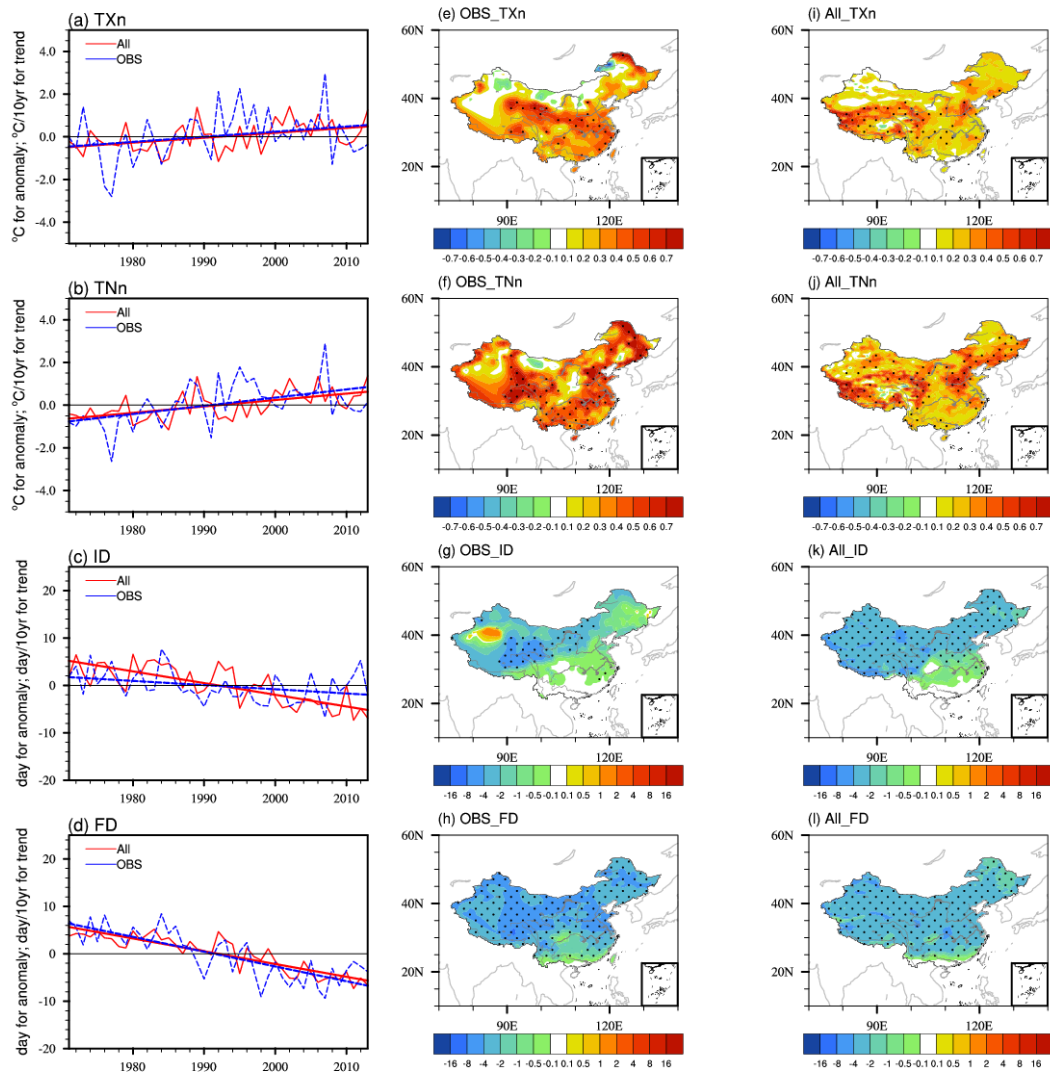 (a) TXn
°C for anomaly; °C/10yr for trend
All
OBS
4.0
2.0
0.0
-2.0
-4.0
1980 1990 2000 2010
(e) OBS_TXn
60N
40N
20N
90E 120E
-0.7-0.6-0.5-0.4-0.3-0.2-0.1 0.1 0.2 0.3 0.4 0.5 0.6 0.7
(i) All_TXn
60N
40N
20N
90E 120E
-0.7-0.6-0.5-0.4-0.3-0.2-0.1 0.1 0.2 0.3 0.4 0.5 0.6 0.7
(b) TNn
°C for anomaly; °C/10yr for trend
All
OBS
4.0
2.0
0.0
-2.0
-4.0
1980 1990 2000 2010
(f) OBS_TNn
60N
40N
20N
90E 120E
-0.7-0.6-0.5-0.4-0.3-0.2-0.1 0.1 0.2 0.3 0.4 0.5 0.6 0.7
(j) All_TNn
60N
40N
20N
90E 120E
-0.7-0.6-0.5-0.4-0.3-0.2-0.1 0.1 0.2 0.3 0.4 0.5 0.6 0.7
(c) ID
day for anomaly; day/10yr for trend
All
OBS
20
10
0
-10
-20
1980 1990 2000 2010
(g) OBS_ID
60N
40N
20N
90E 120E
-16 -8 -4 -2 -1 -0.5-0.1 0.1 0.5 1 2 4 8 16
(k) All_ID
60N
40N
20N
90E 120E
-16 -8 -4 -2 -1 -0.5-0.1 0.1 0.5 1 2 4 8 16
(d) FD
day for anomaly; day/10yr for trend
All
OBS
20
10
0
-10
-20
1980 1990 2000 2010
(h) OBS_FD
60N
40N
20N
90E 120E
-16 -8 -4 -2 -1 -0.5-0.1 0.1 0.5 1 2 4 8 16
(l) All_FD
60N
40N
20N
90E 120E
-16 -8 -4 -2 -1 -0.5-0.1 0.1 0.5 1 2 4 8 16